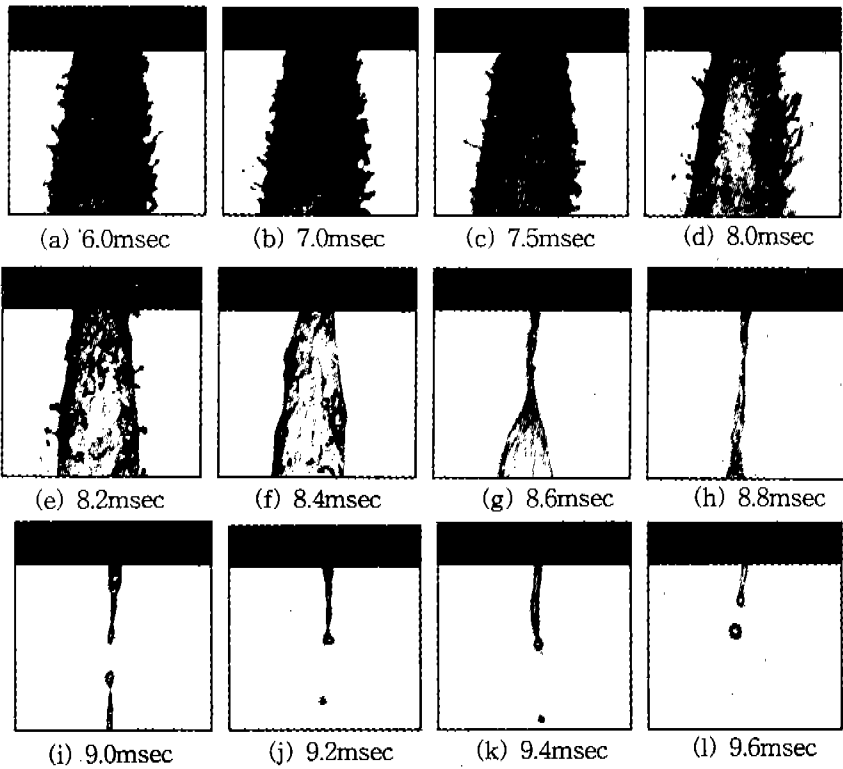 (a) 6.0msec
(b) 7.0msec
(c) 7.5msec
(d) 8.0msec
(e) 8.2msec
(f) 8.4msec
(g) 8.6msec
(h) 8.8msec
(i) 9.0msec
(j) 9.2msec
(k) 9.4msec
(l) 9.6msec